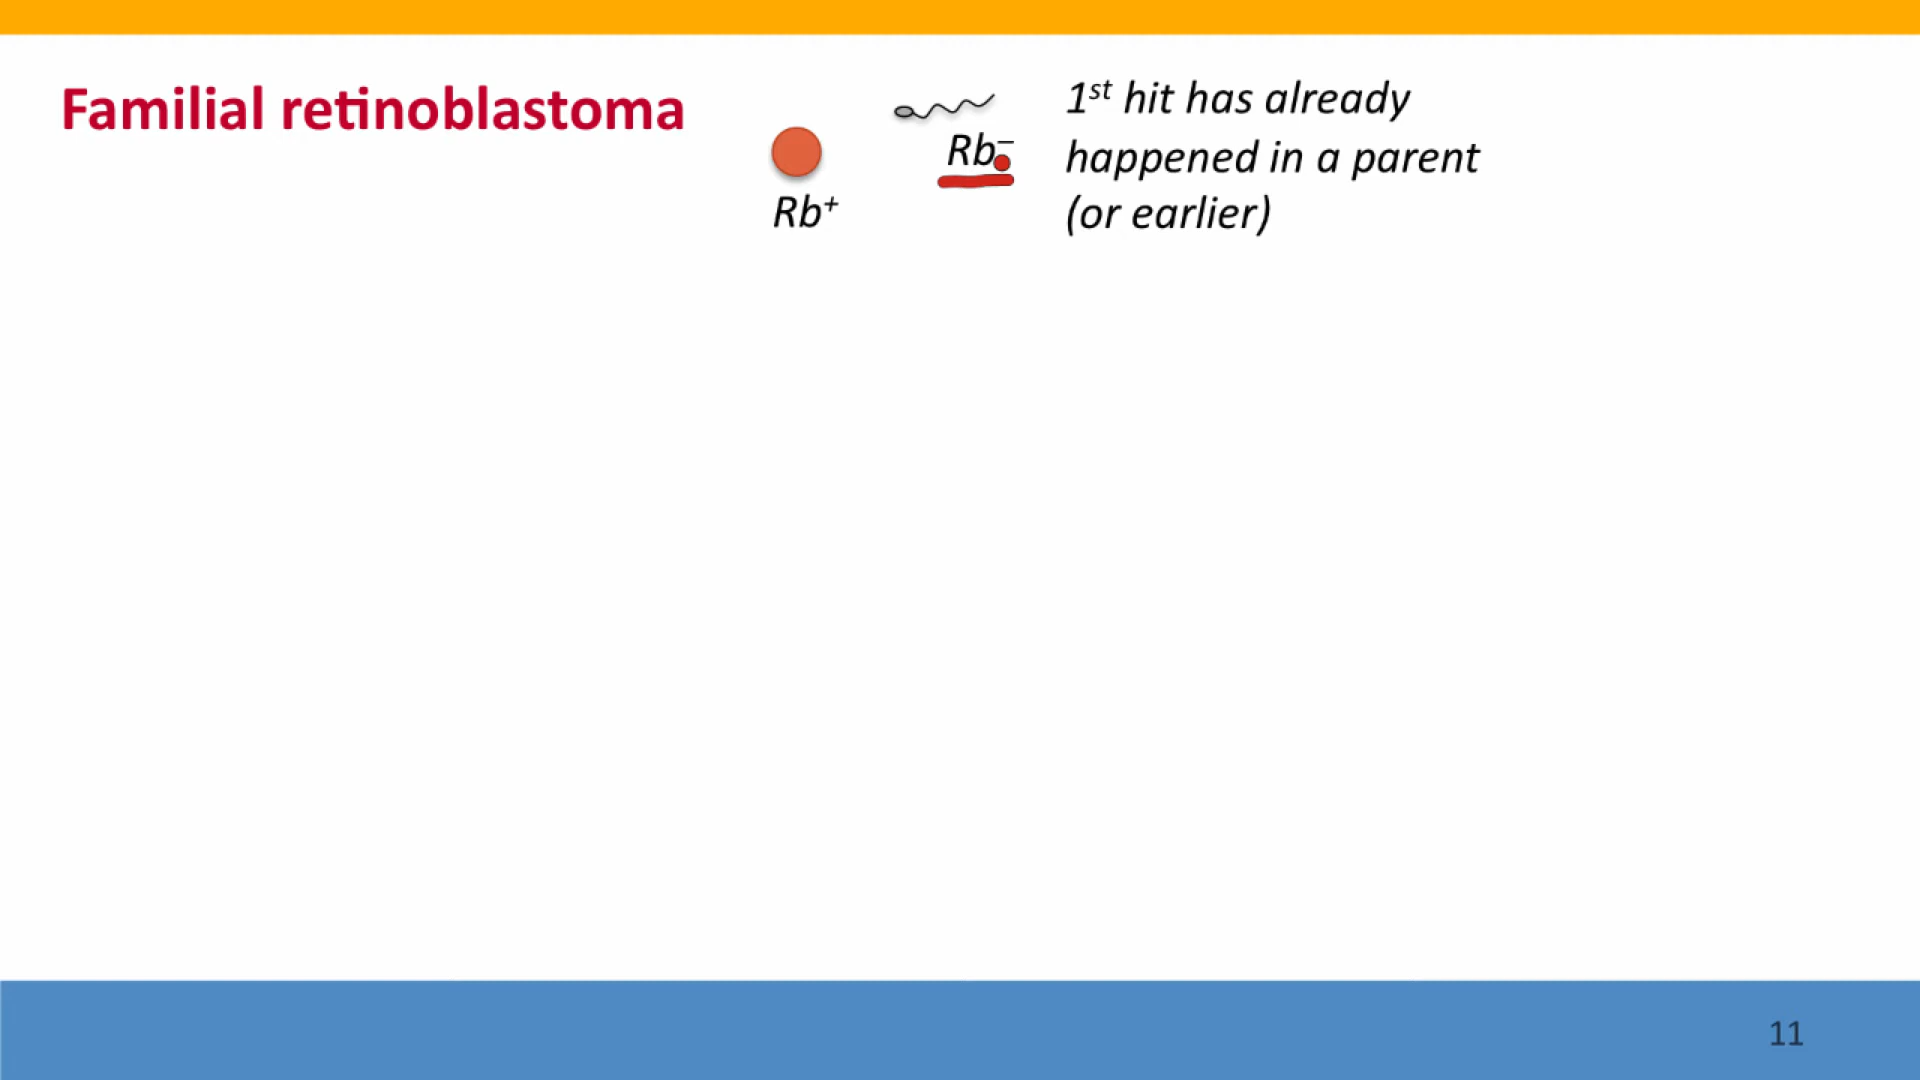 Familial retinoblastoma
Rb⁺
Rb⁻
1ˢᵗ hit has already
happened in a parent
(or earlier)
11